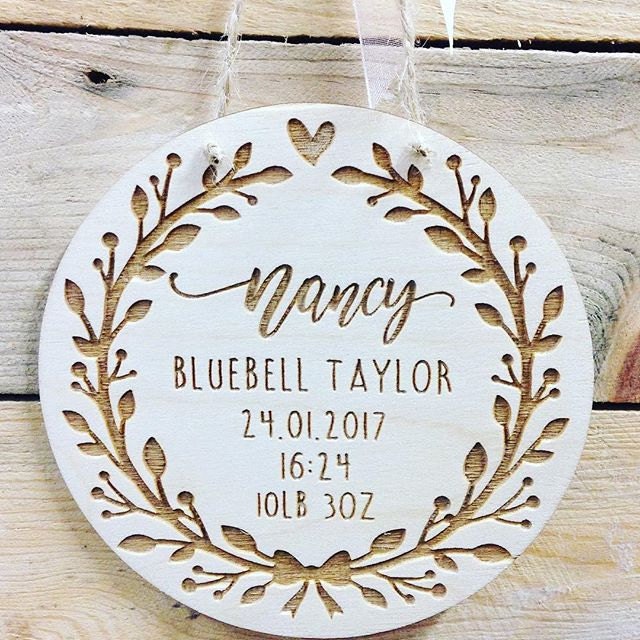 nancy
BLUEBELL TAYLOR
24.01.2017
16:24
10LB 3OZ